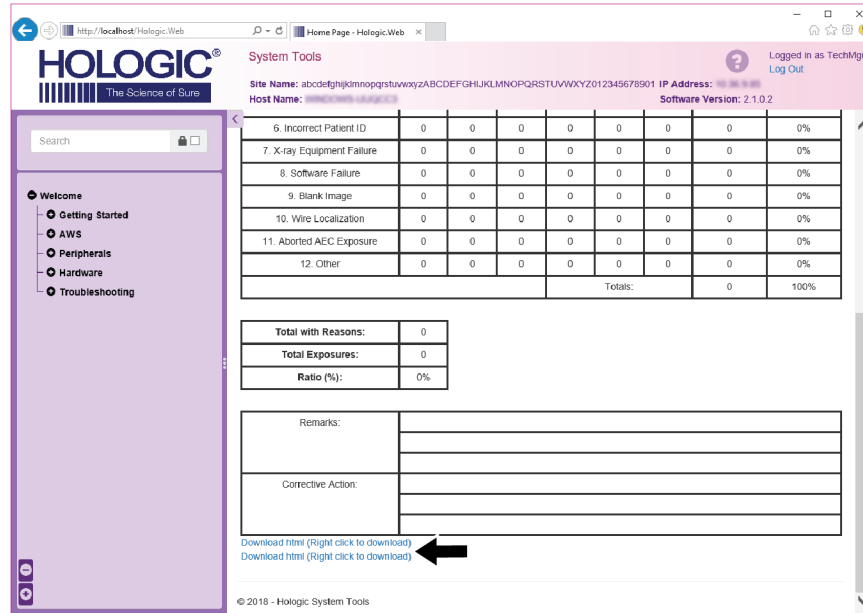 http://localhost/Hologic.Web
Home Page - Hologic.Web
HOLOGIC®
The Science of Sure
System Tools
Logged in as TechMgr
Log Out
Site Name: abcdefghijklmnopqrstuvwxyzABCDEFGHIJKLMNOPQRSTUVWXYZ012345678901 IP Address:
Host Name:
Software Version: 2.1.0.2
Search
Welcome
Getting Started
AWS
Peripherals
Hardware
Troubleshooting
6. Incorrect Patient ID 0 0 0 0 0 0 0 0%
7. X-ray Equipment Failure 0 0 0 0 0 0 0 0%
8. Software Failure 0 0 0 0 0 0 0 0%
9. Blank Image 0 0 0 0 0 0 0 0%
10. Wire Localization 0 0 0 0 0 0 0 0%
11. Aborted AEC Exposure 0 0 0 0 0 0 0 0%
12. Other 0 0 0 0 0 0 0 0%
Totals: 0 100%
Total with Reasons: 0
Total Exposures: 0
Ratio (%): 0%
Remarks:
Corrective Action:
Download html (Right click to download)
Download html (Right click to download)
© 2018 - Hologic System Tools